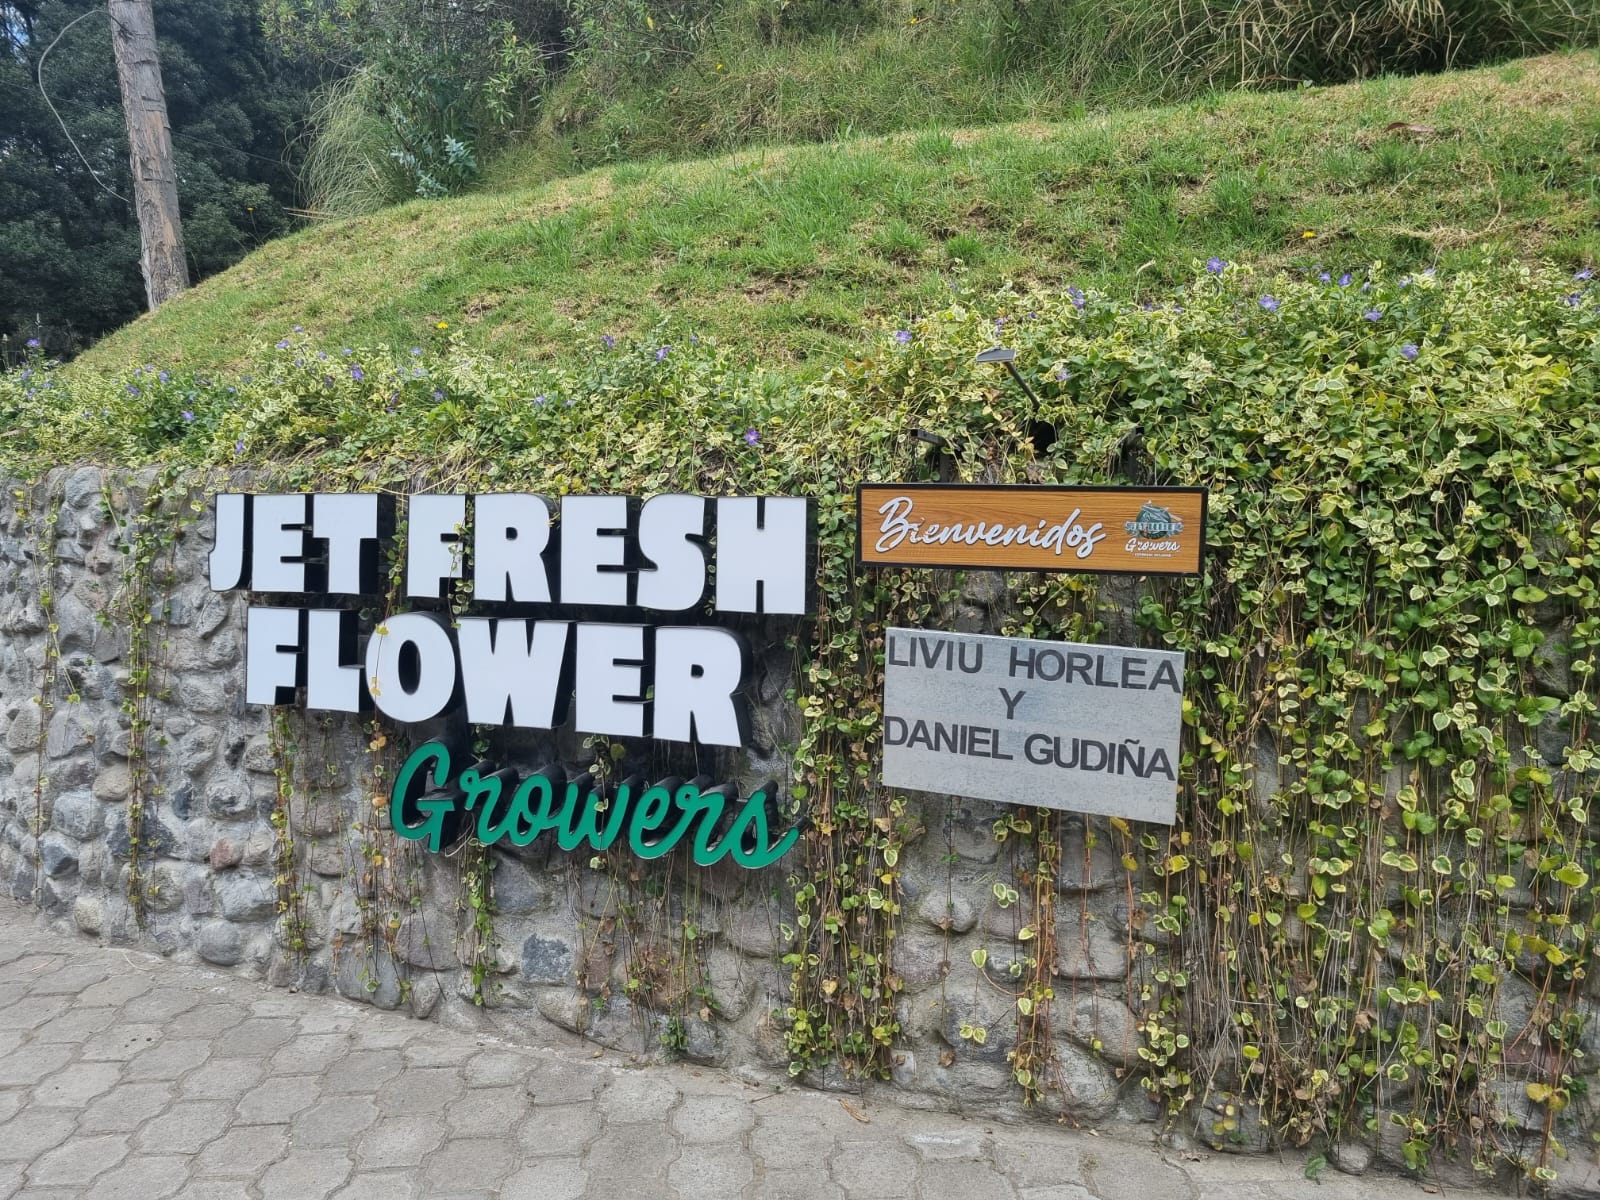 JET FRESH
FLOWER
Growers
Bienvenidos
Growers
LIVIU HORLEA
Y
DANIEL GUDIÑA